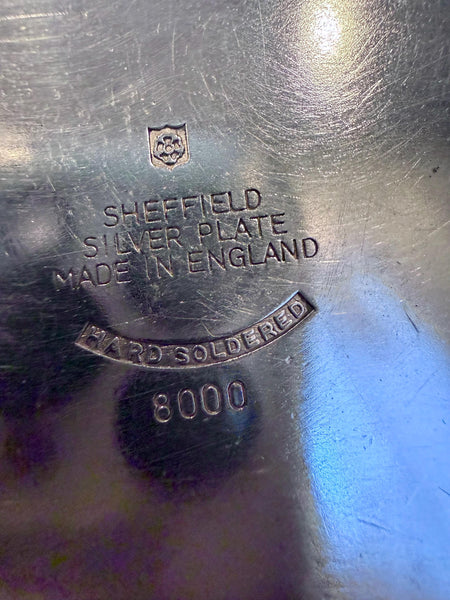 SHEFFIELD
SILVER PLATE
MADE IN ENGLAND
HARD SOLDERED
8000